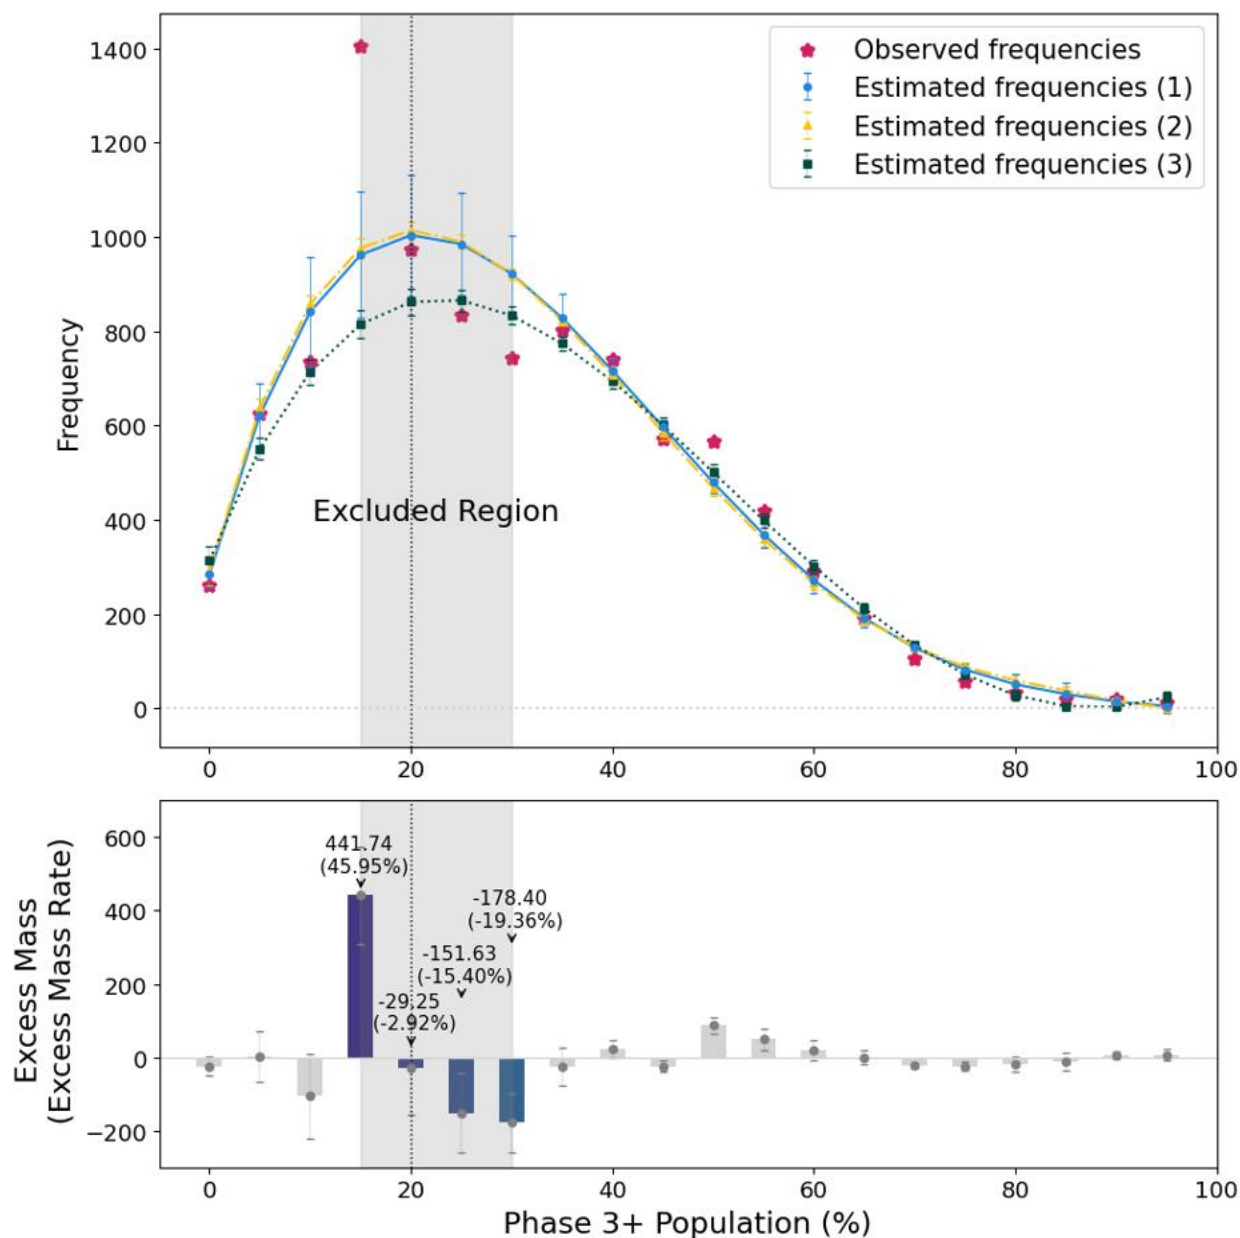 1400
1200
1000
800
600
400
200
0
Frequency
Observed frequencies
Estimated frequencies (1)
Estimated frequencies (2)
Estimated frequencies (3)
Excluded Region
0 20 40 60 80 100
600
400
200
0
−200
Excess Mass
(Excess Mass Rate)
441.74
(45.95%)
-29.25
(-2.92%)
-151.63
(-15.40%)
-178.40
(-19.36%)
0 20 40 60 80 100
Phase 3+ Population (%)